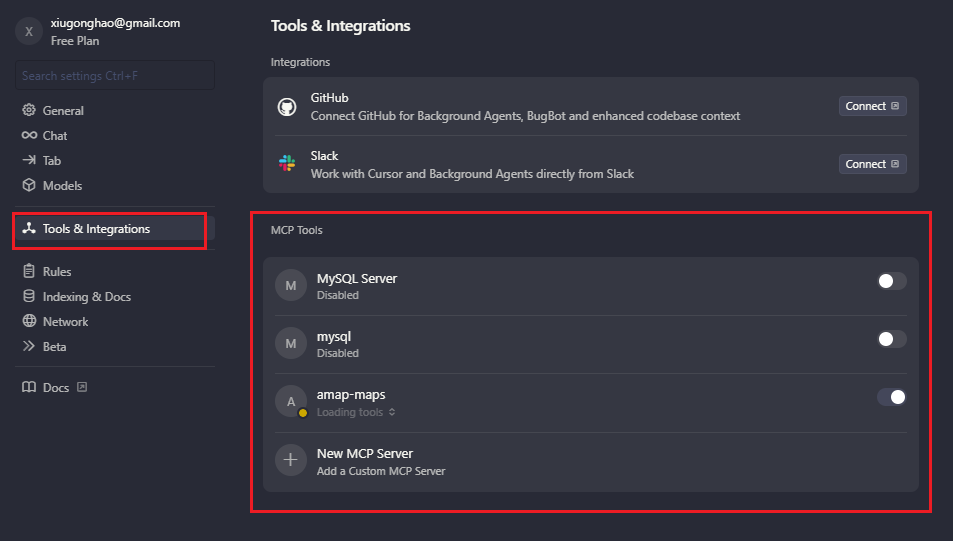 X
xiugonghao@gmail.com
Free Plan
Search settings Ctrl+F
General
Chat
Tab
Models
Tools & Integrations
Rules
Indexing & Docs
Network
Beta
Docs
Tools & Integrations
Integrations
GitHub
Connect GitHub for Background Agents, BugBot and enhanced codebase context
Connect
Slack
Work with Cursor and Background Agents directly from Slack
Connect
MCP Tools
M
MySQL Server
Disabled
M
mysql
Disabled
A
amap-maps
Loading tools
New MCP Server
Add a Custom MCP Server